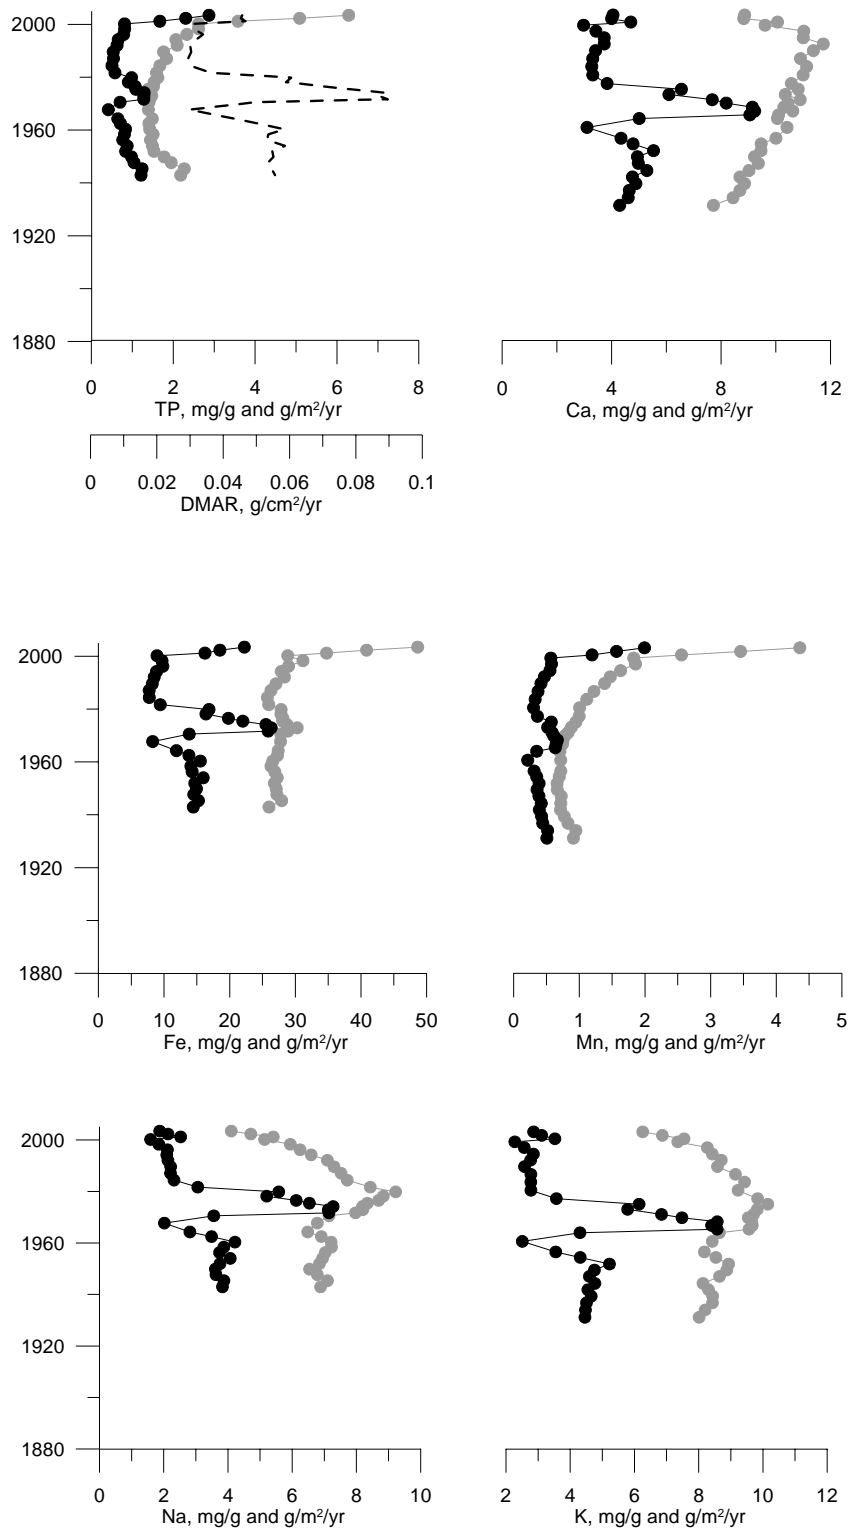 2000
1960
1920
1880
0 2 4 6 8
TP, mg/g and g/m²/yr
0 4 8 12
Ca, mg/g and g/m²/yr
0 0.02 0.04 0.06 0.08 0.1
DMAR, g/cm²/yr
2000
1960
1920
1880
0 10 20 30 40 50
Fe, mg/g and g/m²/yr
0 1 2 3 4 5
Mn, mg/g and g/m²/yr
2000
1960
1920
1880
0 2 4 6 8 10
Na, mg/g and g/m²/yr
2 4 6 8 10 12
K, mg/g and g/m²/yr